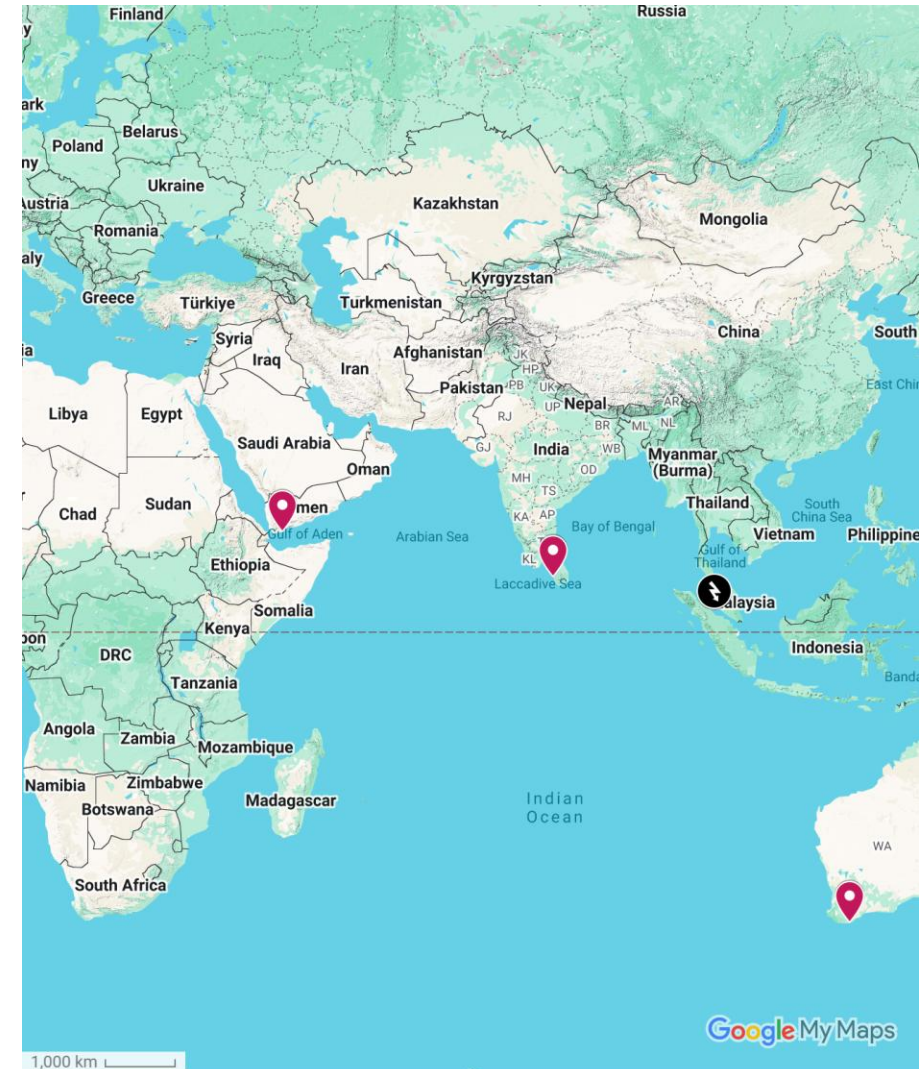 Finland
Russia
y
ark
Belarus
Poland
ny
Ukraine
Austria
Kazakhstan
Mongolia
Romania
aly
Kyrgyzstan
Greece
Türkiye
Turkmenistan
China
South
Syria
ia
Afghanistan
JK
Iraq
Iran
HP
East Chin
Pakistan
PB
UK
AR
Libya
Egypt
UP
Nepal
RJ
BR
ML
NL
Saudi Arabia
GJ
India
WB
Myanmar
(Burma)
Oman
OD
MH
TS
Thailand
South
China Sea
Chad
Sudan
men
KA
AP
Bay of Bengal
Vietnam
Philippine
Gulf of Aden
Arabian Sea
Gulf of
Thailand
KL
Ethiopia
Laccadive Sea
alaysia
Somalia
Kenya
on
DRC
Indonesia
Tanzania
Banda
Angola
Zambia
Mozambique
Namibia
Zimbabwe
Botswana
Madagascar
Indian
Ocean
WA
South Africa
Google My Maps
1,000 km